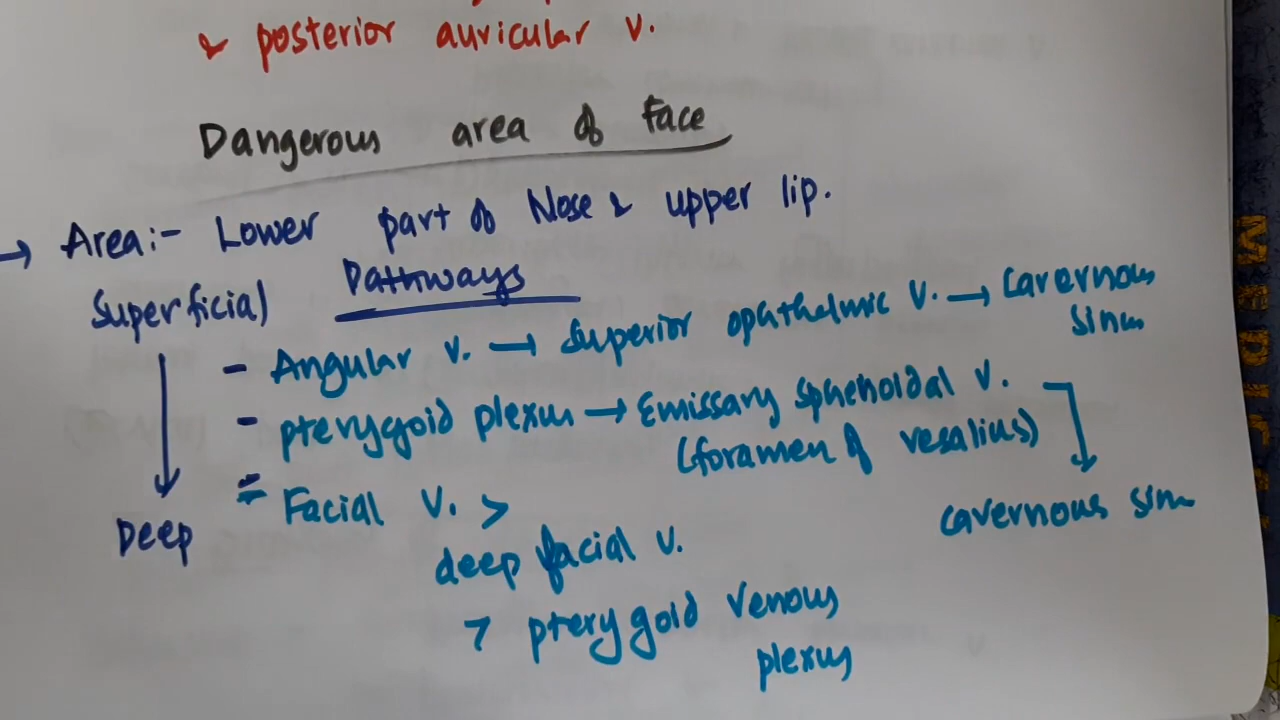 & posterior auricular v.
Dangerous area of Face
→ Area:- Lower part of Nose & upper lip.
Superficial
Pathways
- Angular v. → Superior opathelmic V. → cavernous sinus
- pterygoid plexus → Emissary sphenoidal v.
(foramen of vesalius)
cavernous sinus
Deep
= Facial V. >
deep facial v.
> pterygoid venous
plexus